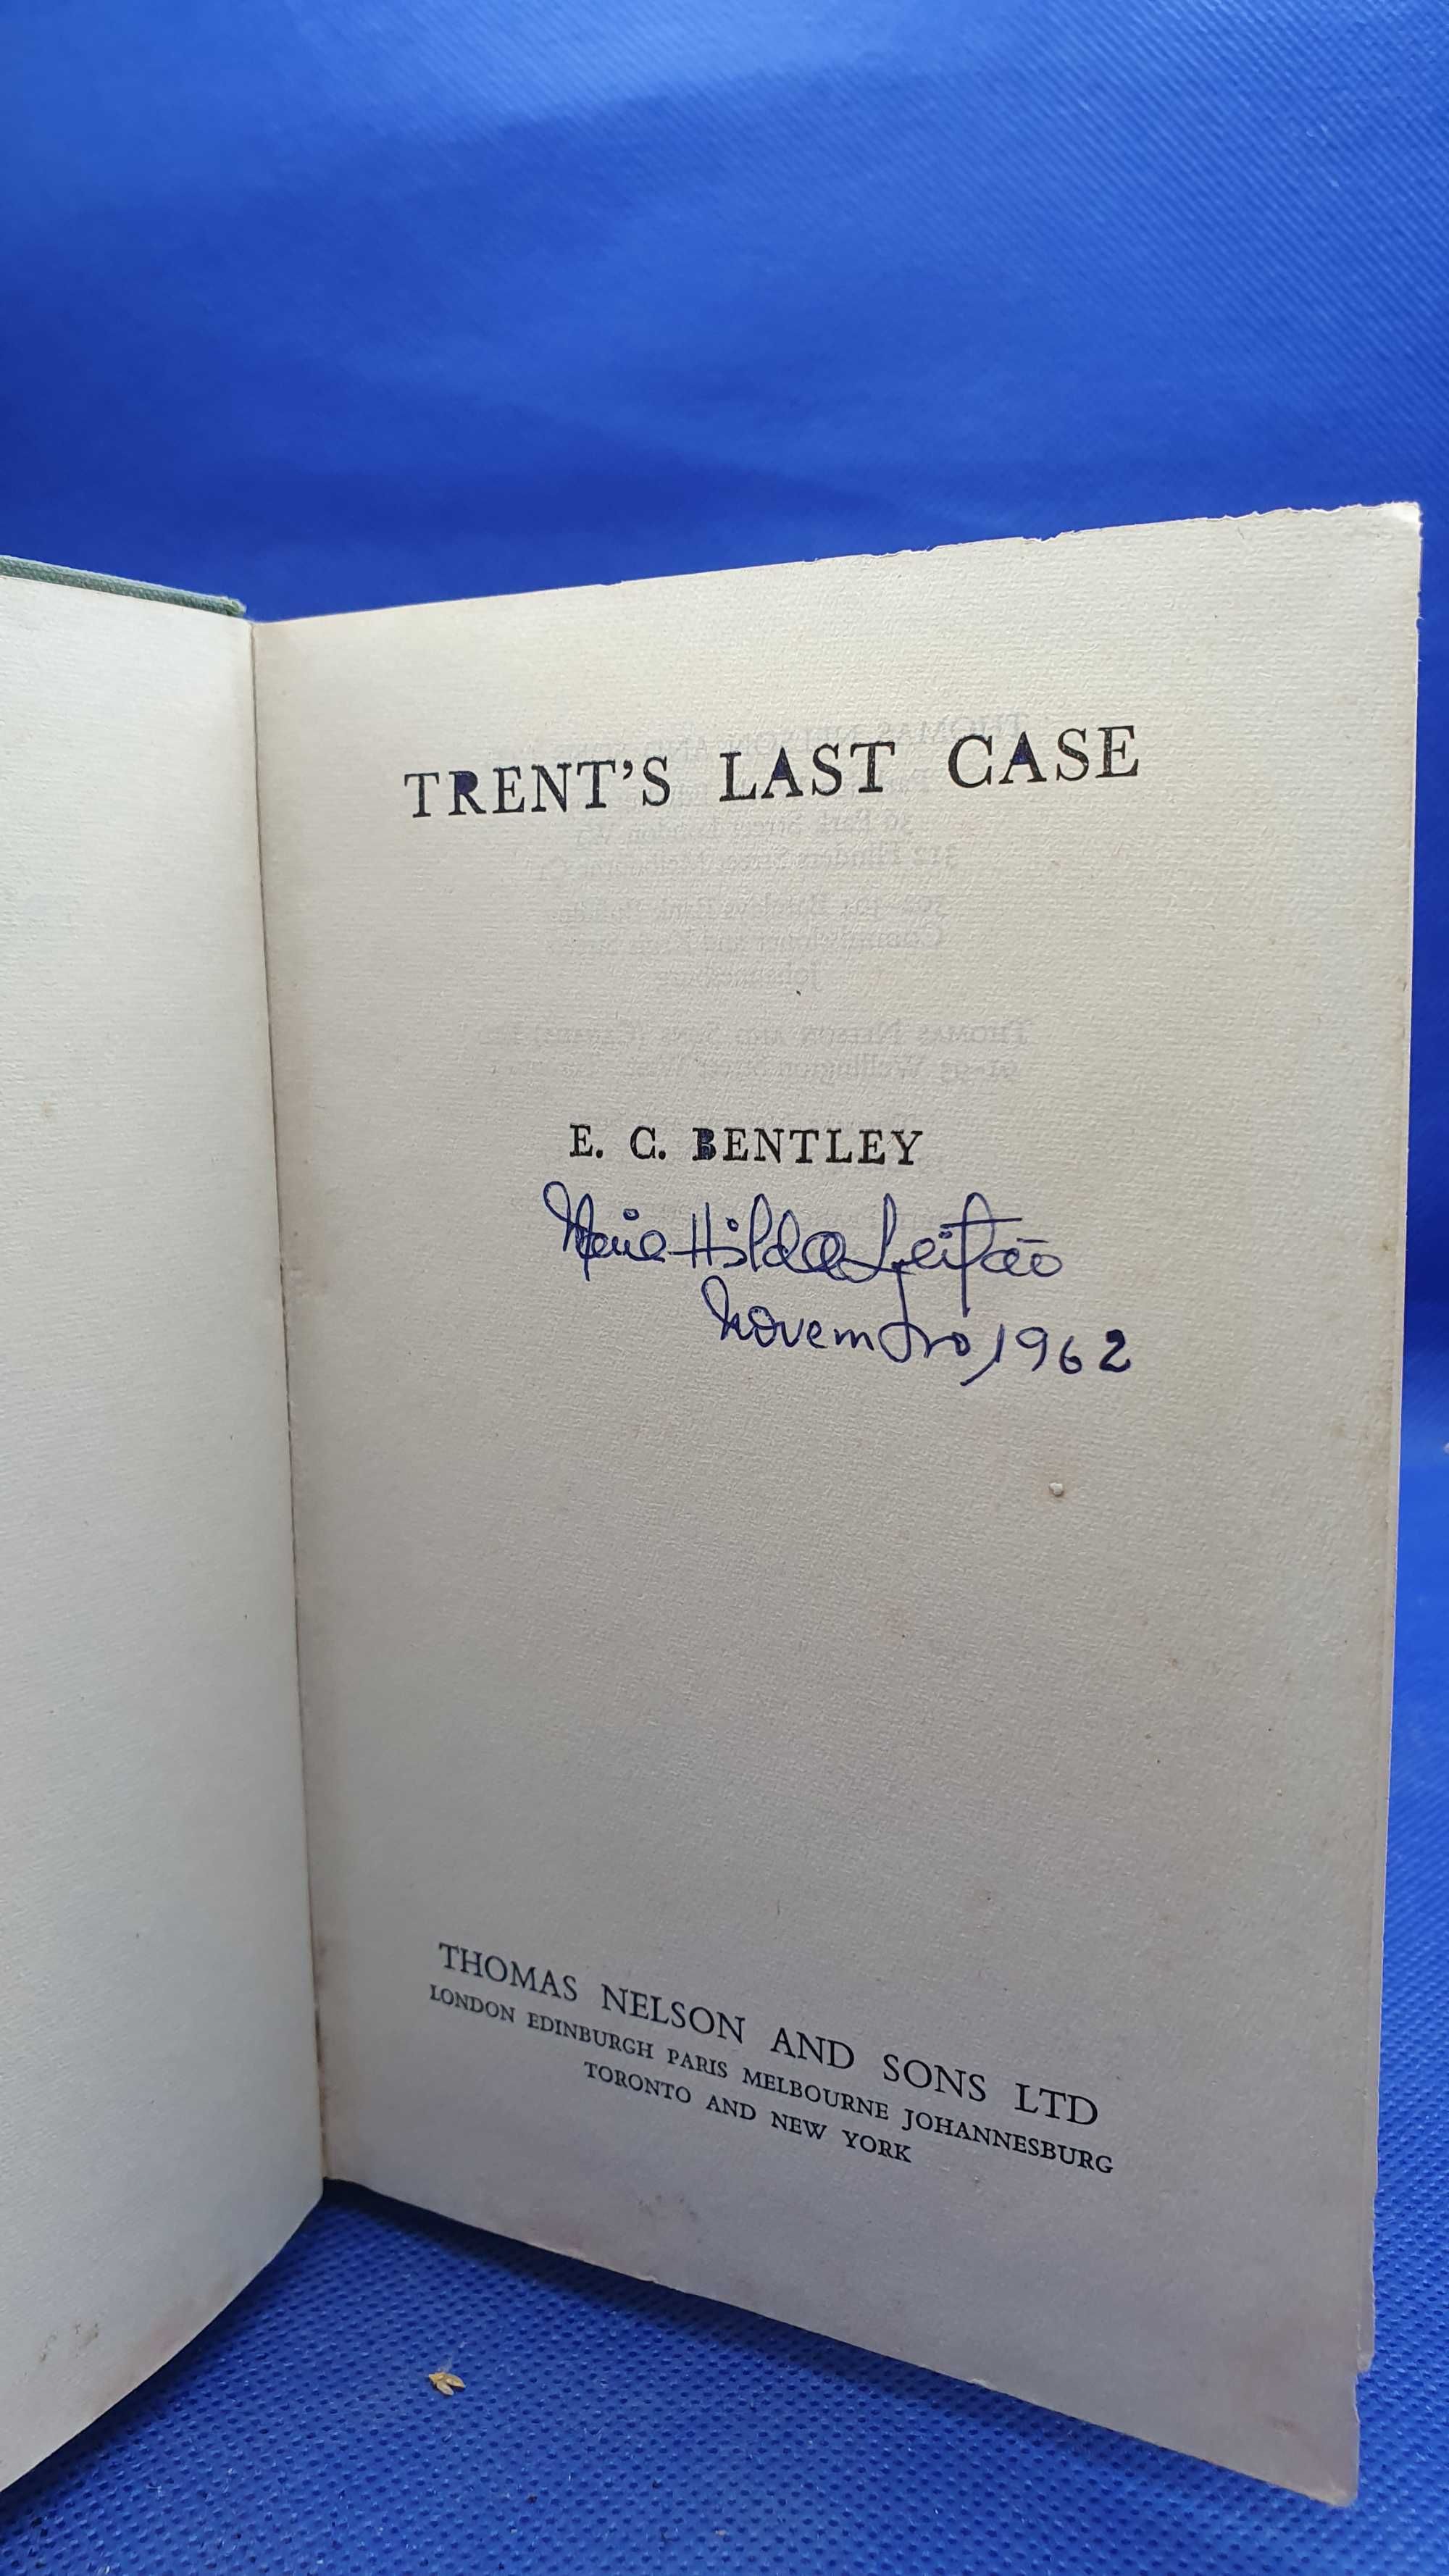 TRENT'S LAST CASE
E. C. BENTLEY
Maria Hilda Leitão
Novembro, 1962
THOMAS NELSON AND SONS LTD
LONDON EDINBURGH PARIS MELBOURNE JOHANNESBURG
TORONTO AND NEW YORK